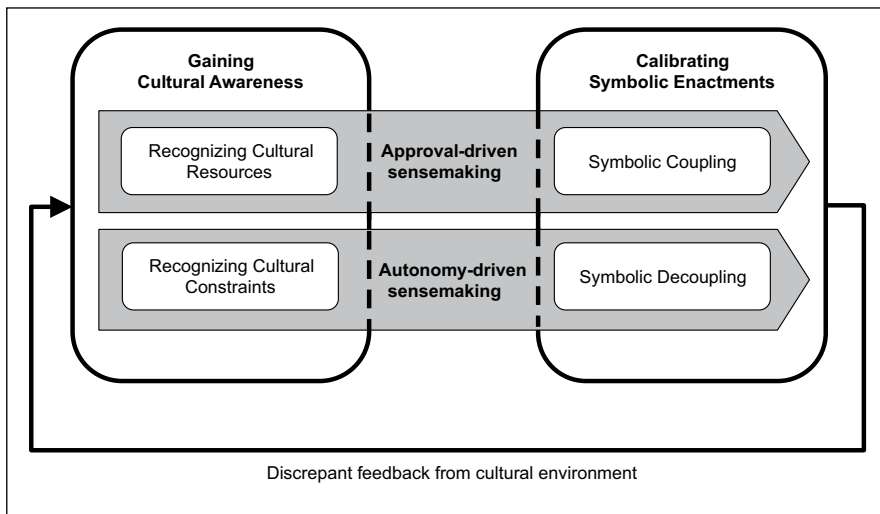 Gaining
Cultural Awareness
Calibrating
Symbolic Enactments
Recognizing Cultural
Resources
Approval-driven
sensemaking
Symbolic Coupling
Recognizing Cultural
Constraints
Autonomy-driven
sensemaking
Symbolic Decoupling
Discrepant feedback from cultural environment